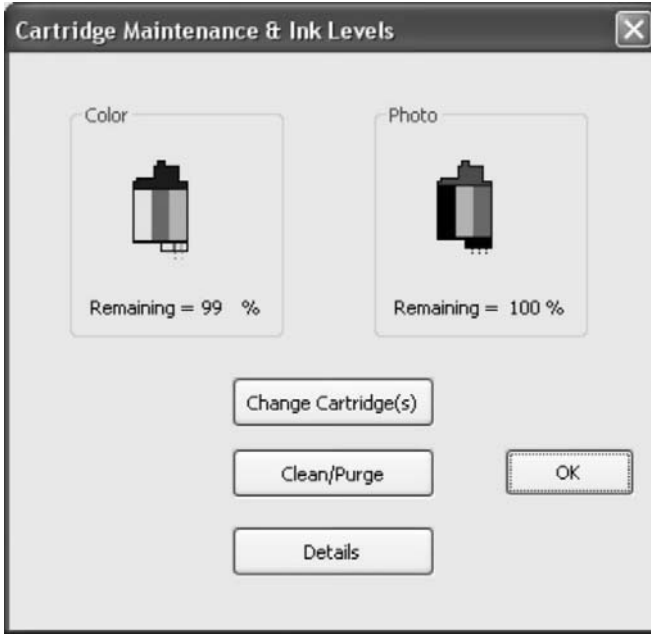 Cartridge Maintenance & Ink Levels
Color
Photo
Remaining = 99 %
Remaining = 100 %
Change Cartridge(s)
Clean/Purge
OK
Details